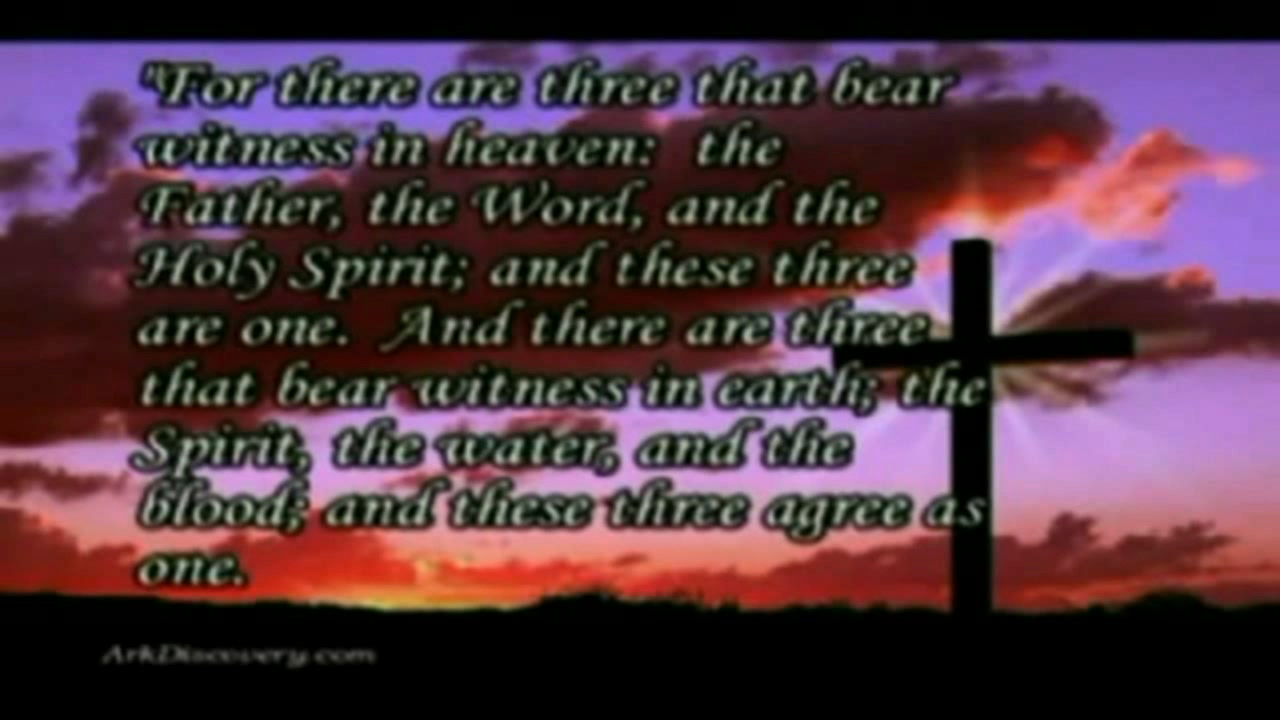 "For there are three that bear
witness in heaven: the
Father, the Word, and the
Holy Spirit; and these three
are one. And there are three
that bear witness in earth; the
Spirit, the water, and the
blood; and these three agree as
one.
ArkDiscovery.com